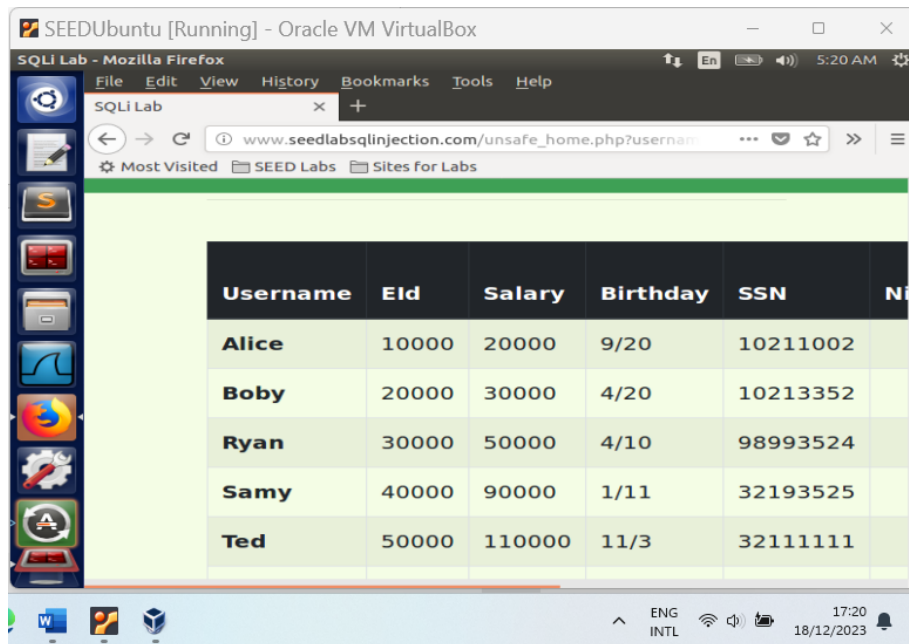 SEEDUbuntu [Running] - Oracle VM VirtualBox
SQLi Lab - Mozilla Firefox En 5:20 AM
File Edit View History Bookmarks Tools Help
SQLi Lab
www.seedlabsqlinjection.com/unsafe_home.php?usernam
Most Visited SEED Labs Sites for Labs
Username EId Salary Birthday SSN Ni
Alice 10000 20000 9/20 10211002
Boby 20000 30000 4/20 10213352
Ryan 30000 50000 4/10 98993524
Samy 40000 90000 1/11 32193525
Ted 50000 110000 11/3 32111111
ENG 17:20
INTL 18/12/2023